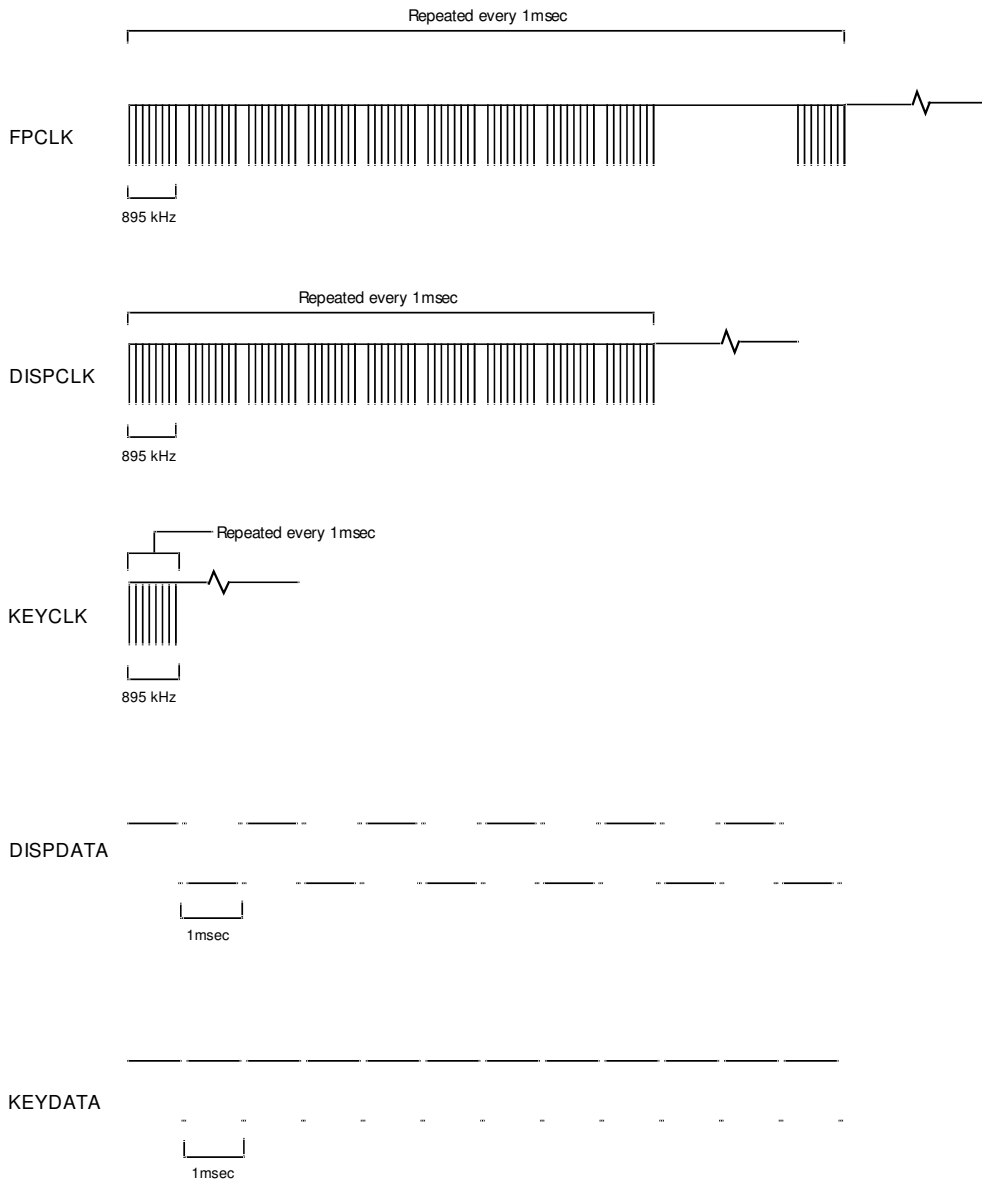 Repeated every 1msec
FPCLK
895 kHz
Repeated every 1msec
DISPCLK
895 kHz
Repeated every 1msec
KEYCLK
895 kHz
DISPDATA
1msec
KEYDATA
1msec